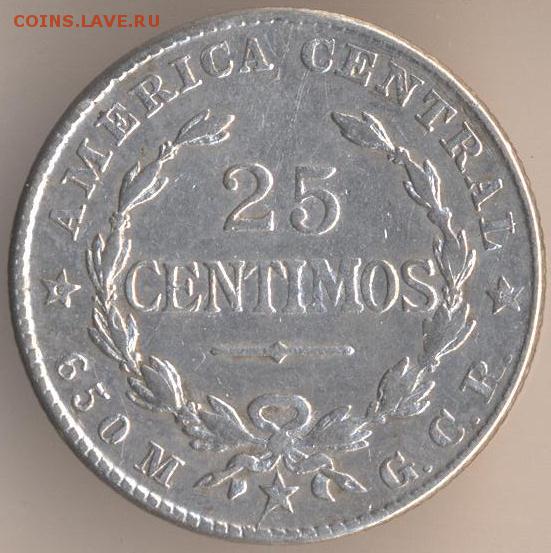 COINS.LAVE.RU
AMERICA CENTRAL
25
CENTIMOS
650 M
G.C.R.